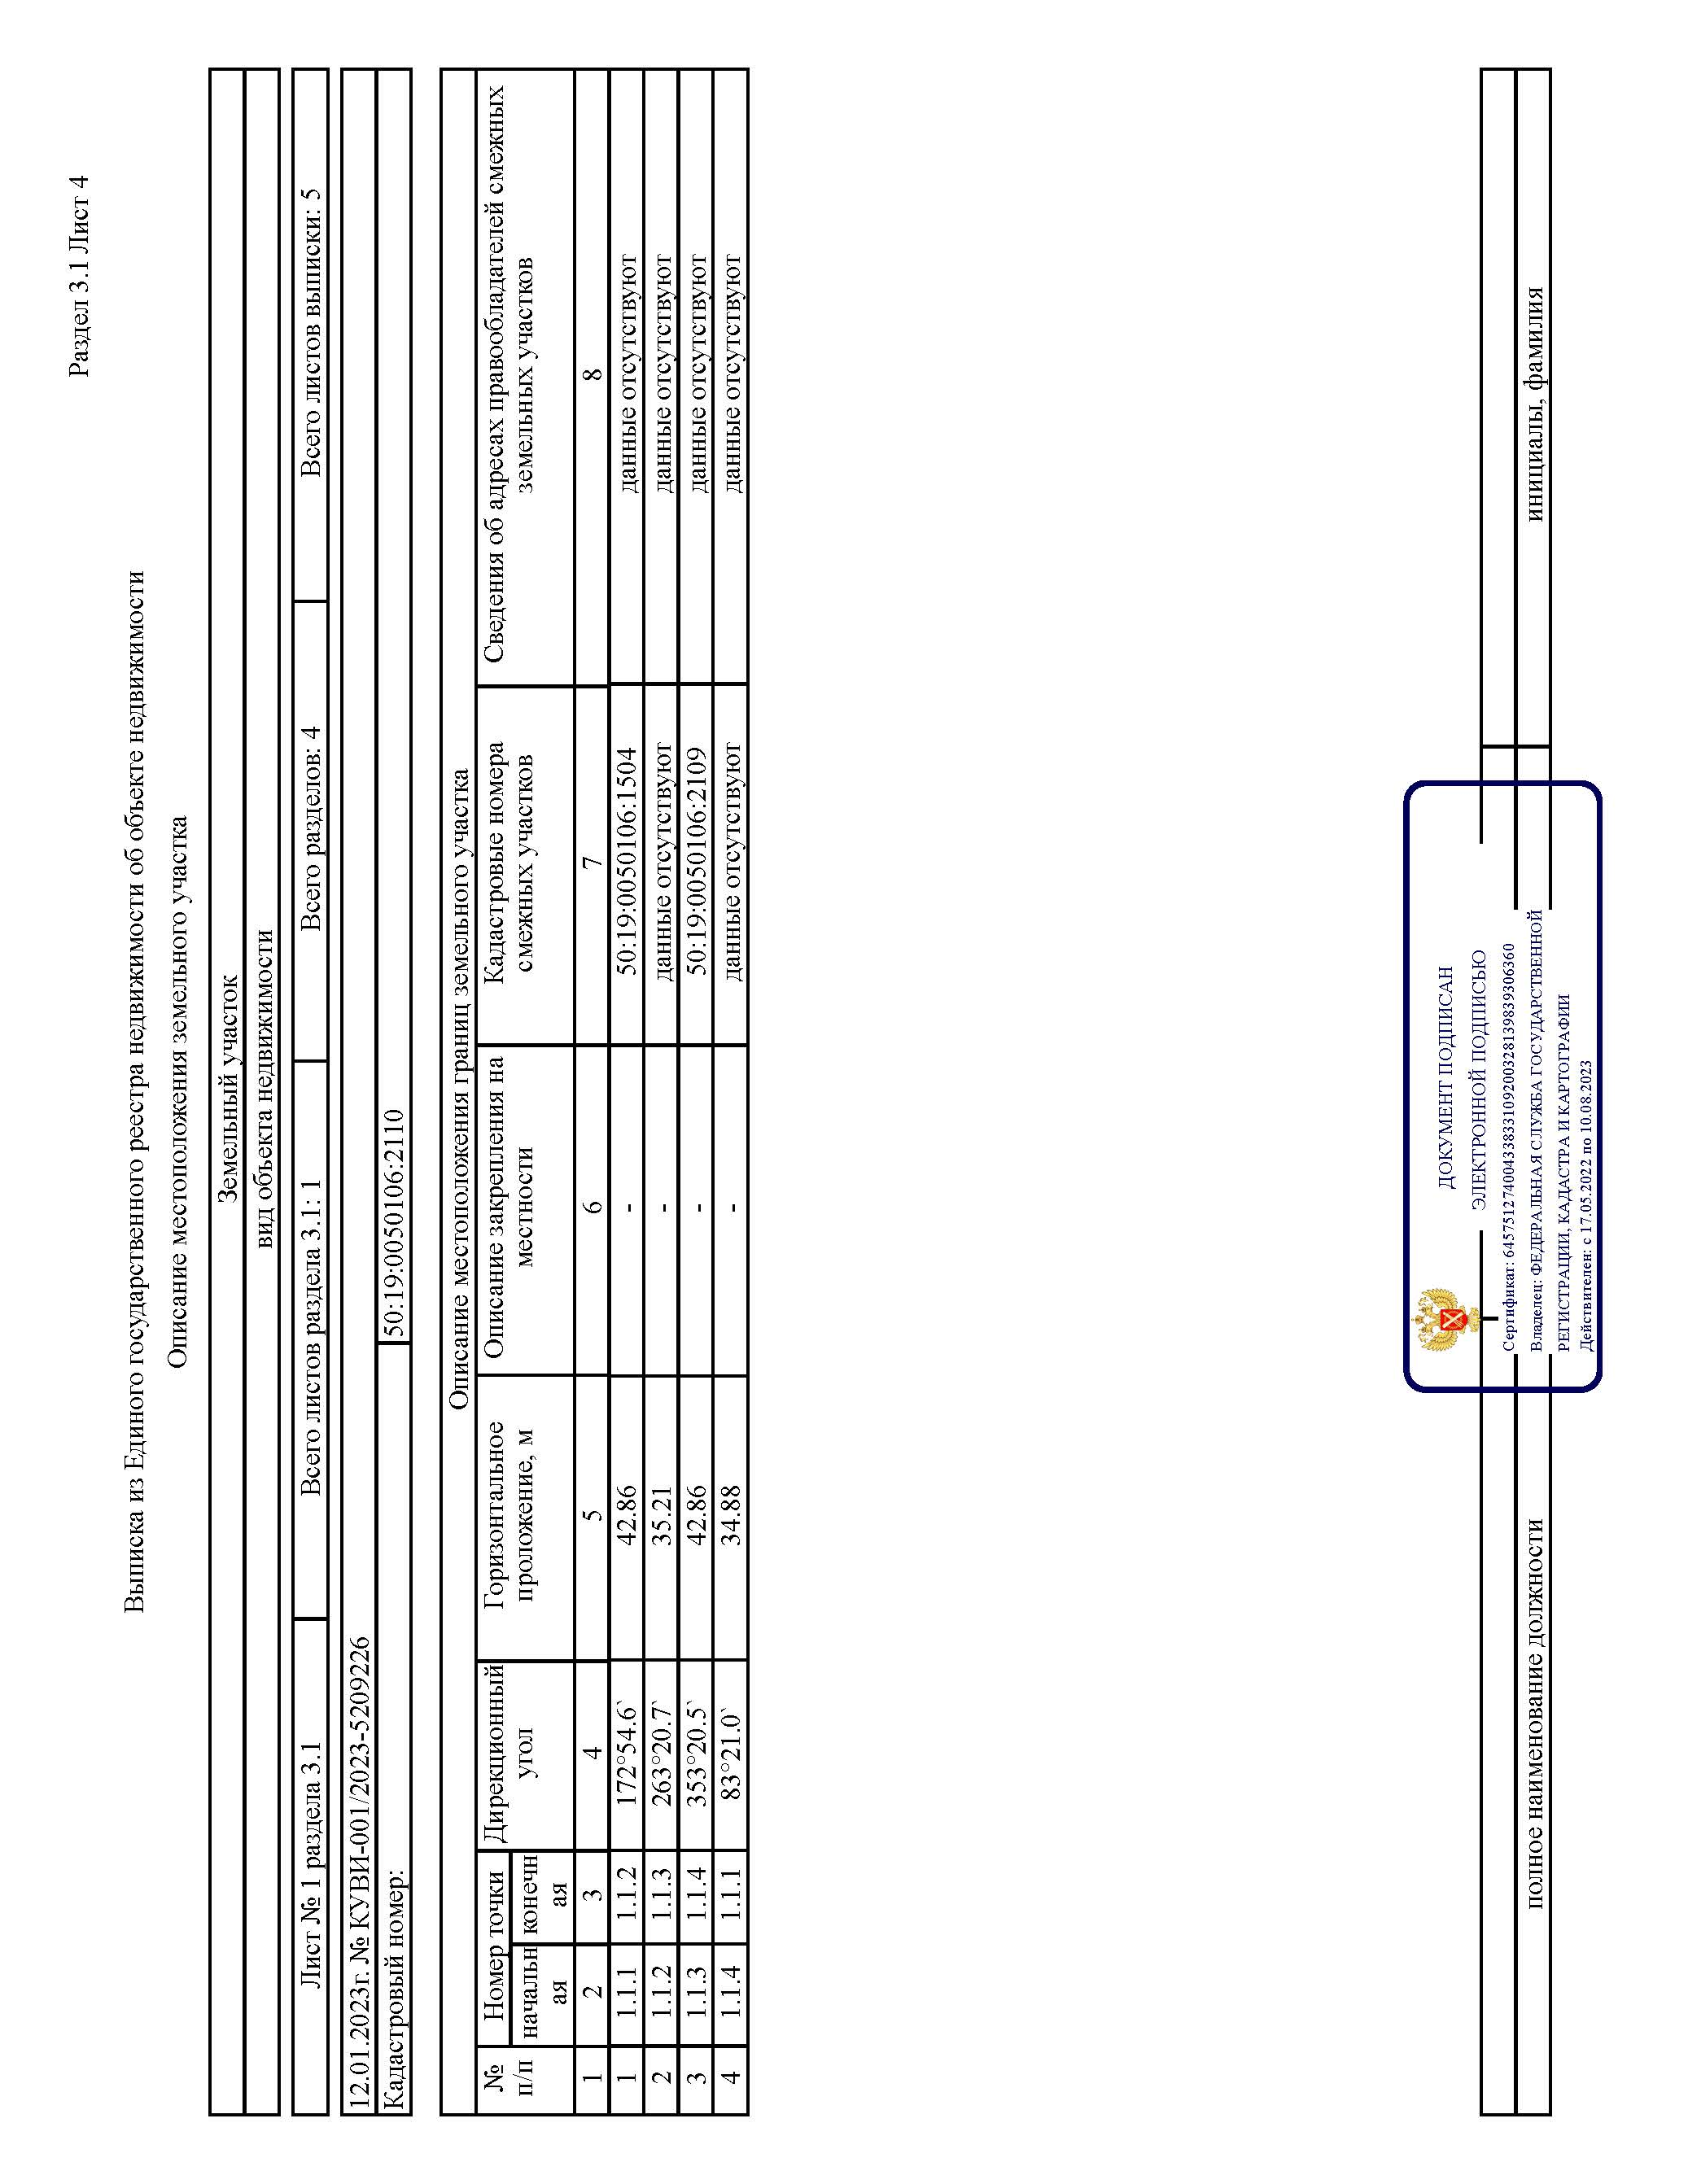 Раздел 3.1 Лист 4
Выписка из Единого государственного реестра недвижимости об объекте недвижимости
Описание местоположения земельного участка
Земельный участок
вид объекта недвижимости
Лист № 1 раздела 3.1 Всего листов раздела 3.1: 1 Всего разделов: 4 Всего листов выписки: 5
12.01.2023г. № КУВИ-001/2023-5209226
Кадастровый номер: 50:19:0050106:2110
Описание местоположения границ земельного участка
№ Номер точки Дирекционный Горизонтальное Описание закрепления на Кадастровые номера Сведения об адресах правообладателей смежных
п/п начальн конечн угол проложение, м местности смежных участков земельных участков
ая ая
1 2 3 4 5 6 7 8
1 1.1.1 1.1.2 172°54.6` 42.86 - 50:19:0050106:1504 данные отсутствуют
2 1.1.2 1.1.3 263°20.7` 35.21 - данные отсутствуют данные отсутствуют
3 1.1.3 1.1.4 353°20.5` 42.86 - 50:19:0050106:2109 данные отсутствуют
4 1.1.4 1.1.1 83°21.0` 34.88 - данные отсутствуют данные отсутствуют
ДОКУМЕНТ ПОДПИСАН
ЭЛЕКТРОННОЙ ПОДПИСЬЮ
Сертификат: 64575127400433833109200328139839306360
Владелец: ФЕДЕРАЛЬНАЯ СЛУЖБА ГОСУДАРСТВЕННОЙ
РЕГИСТРАЦИИ, КАДАСТРА И КАРТОГРАФИИ
Действителен: с 17.05.2022 по 10.08.2023
полное наименование должности инициалы, фамилия